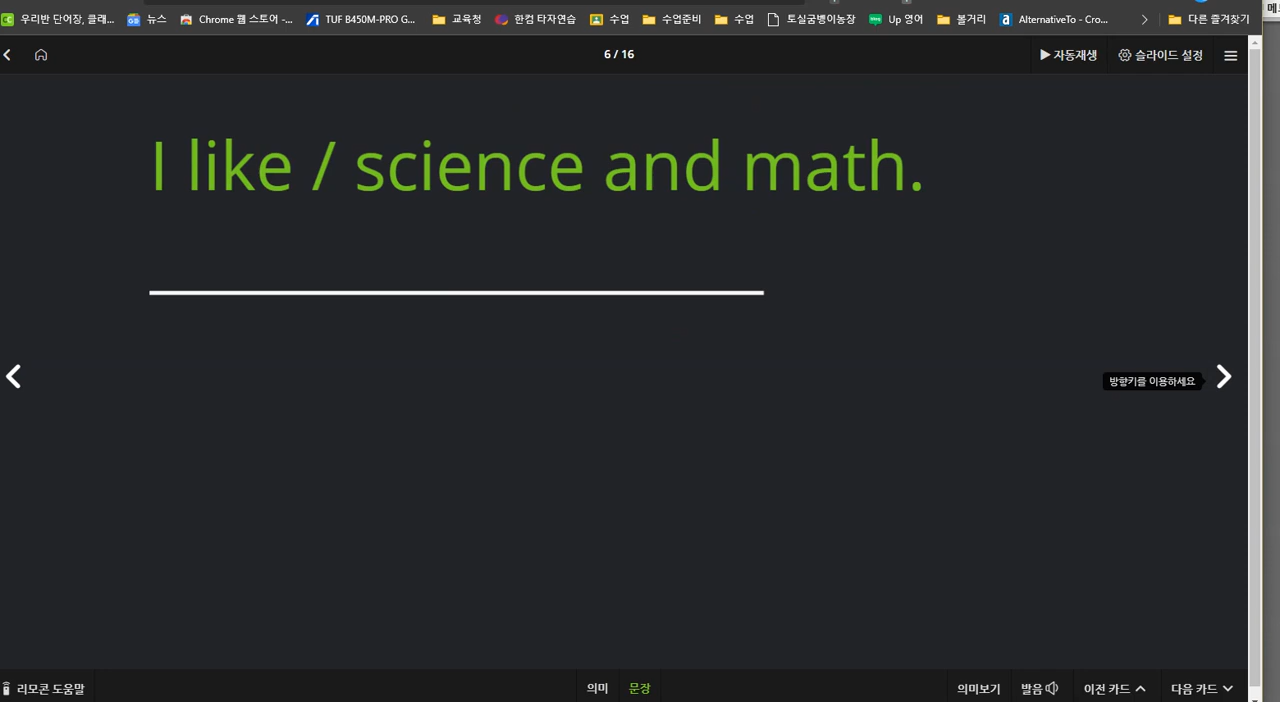 우리반 단어장, 클래... 뉴스 Chrome 웹 스토어 -... TUF B450M-PRO G... 교육청 한컴 타자연습 수업 수업준비 수업 토실굼벵이농장 Up 영어 볼거리 AlternativeTo - Cro... 다른 즐겨찾기
6 / 16 자동재생 슬라이드 설정
I like / science and math.
방향키를 이용하세요
리모콘 도움말 의미 문장 의미보기 발음 이전 카드 다음 카드